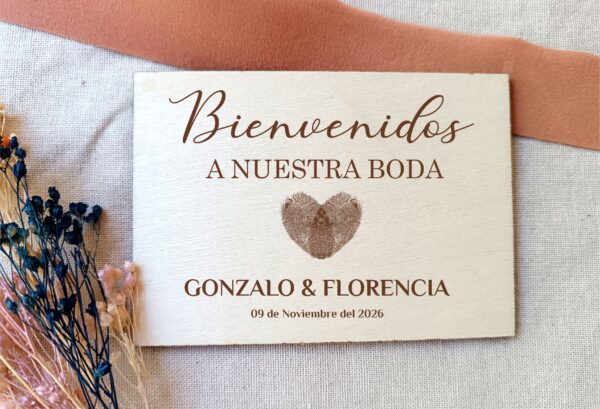 Bienvenidos
A NUESTRA BODA
GONZALO & FLORENCIA
09 de Noviembre del 2026